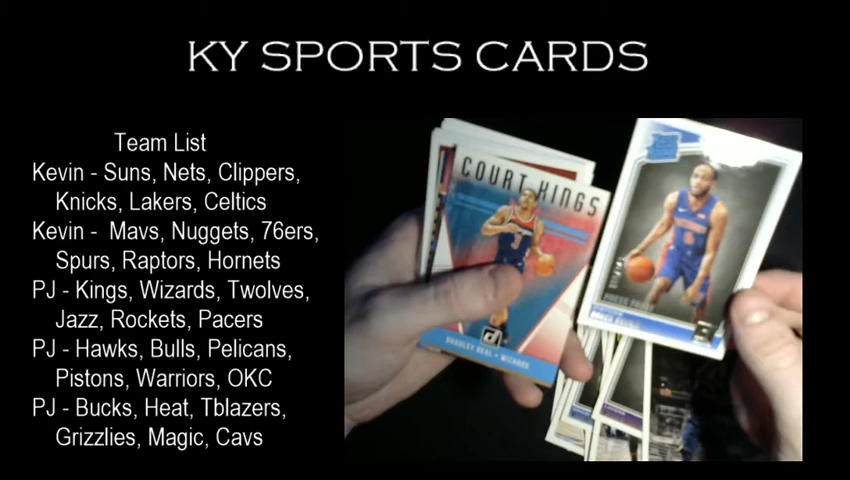 KY SPORTS CARDS
Team List
Kevin - Suns, Nets, Clippers,
Knicks, Lakers, Celtics
Kevin - Mavs, Nuggets, 76ers,
Spurs, Raptors, Hornets
PJ - Kings, Wizards, Twolves,
Jazz, Rockets, Pacers
PJ - Hawks, Bulls, Pelicans,
Pistons, Warriors, OKC
PJ - Bucks, Heat, Tblazers,
Grizzlies, Magic, Cavs
COURT KINGS
3
BRADLEY BEAL • WIZARDS
PRESS PROOF